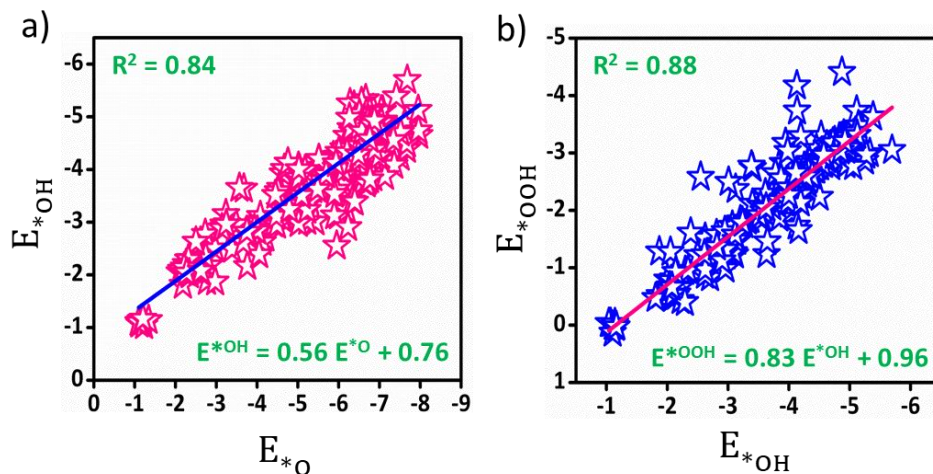 a)
R² = 0.84
E*OH = 0.56 E*O + 0.76
E*OH
-6
-5
-4
-3
-2
-1
0
0 -1 -2 -3 -4 -5 -6 -7 -8 -9
E*O
b)
R² = 0.88
E*OOH = 0.83 E*OH + 0.96
E*OOH
-5
-4
-3
-2
-1
0
1
-1 -2 -3 -4 -5 -6
E*OH